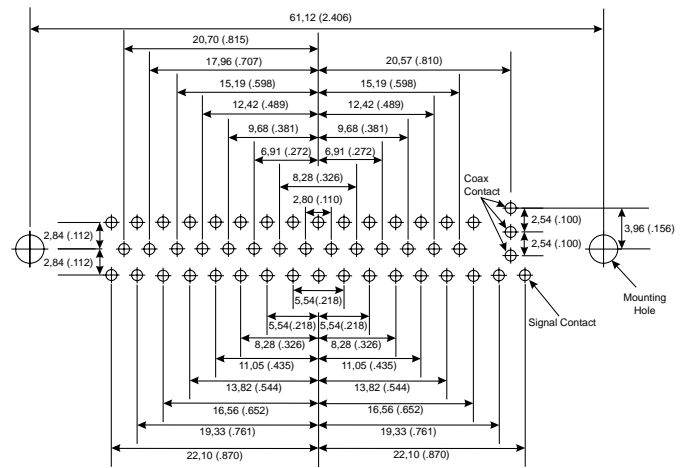 61,12 (2.406)
20,70 (.815)
17,96 (.707) 20,57 (.810)
15,19 (.598) 15,19 (.598)
12,42 (.489) 12,42 (.489)
9,68 (.381) 9,68 (.381)
6,91 (.272) 6,91 (.272)
8,28 (.326)
2,80 (.110)
Coax
Contact
2,54 (.100)
3,96 (.156)
2,84 (.112)
2,54 (.100)
2,84 (.112)
Mounting
Hole
5,54(.218)
Signal Contact
5,54(.218) 5,54(.218)
8,28 (.326) 8,28 (.326)
11,05 (.435) 11,05 (.435)
13,82 (.544) 13,82 (.544)
16,56 (.652) 16,56 (.652)
19,33 (.761) 19,33 (.761)
22,10 (.870) 22,10 (.870)